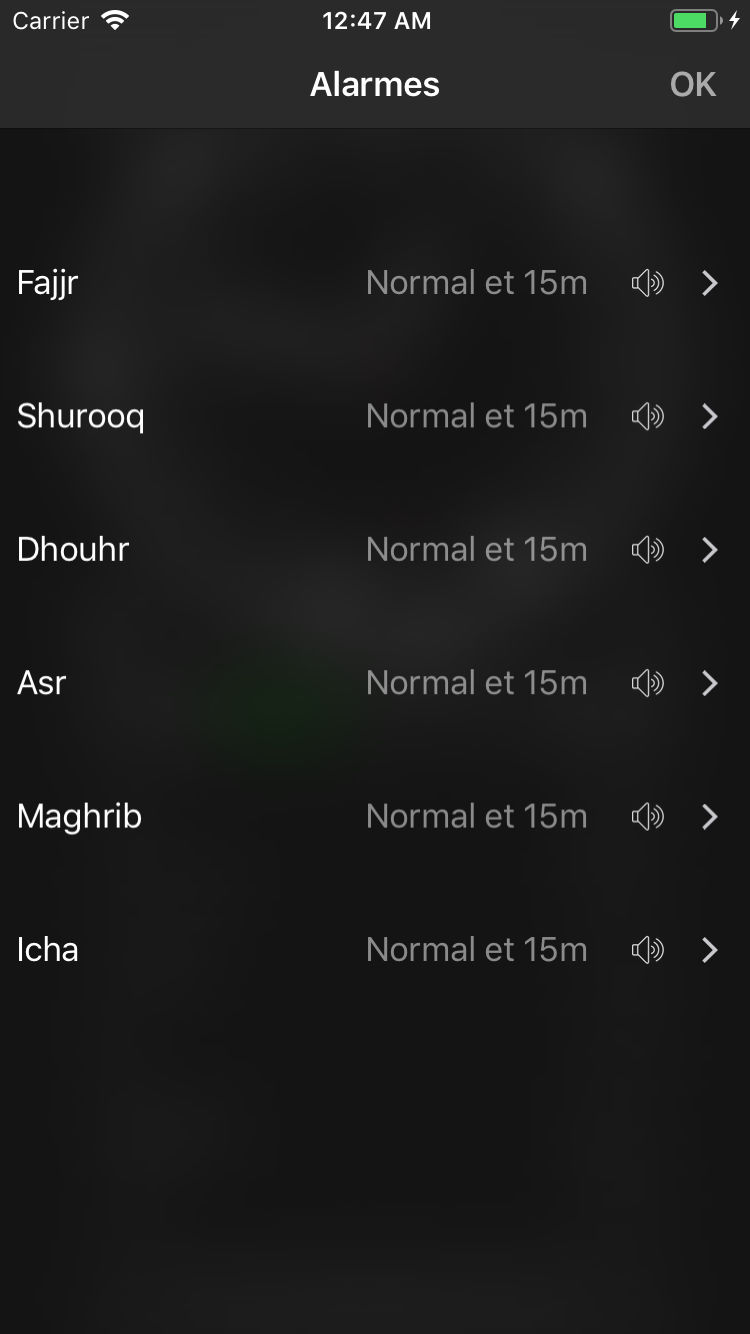 Carrier 12:47 AM
Alarmes OK
Fajjr Normal et 15m
Shurooq Normal et 15m
Dhouhr Normal et 15m
Asr Normal et 15m
Maghrib Normal et 15m
Icha Normal et 15m